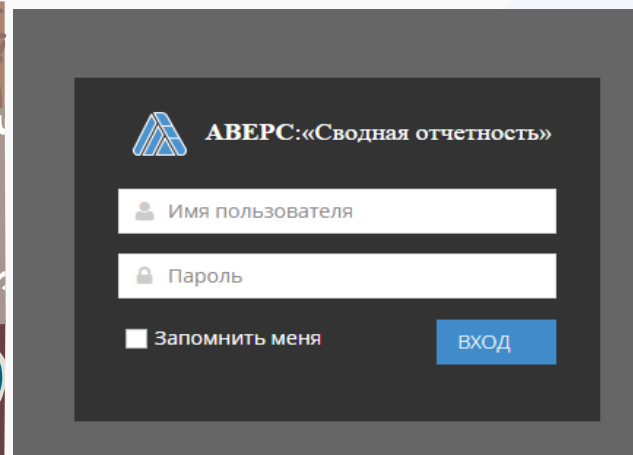 АВЕРС:«Сводная отчетность»
Имя пользователя
Пароль
Запомнить меня
ВХОД